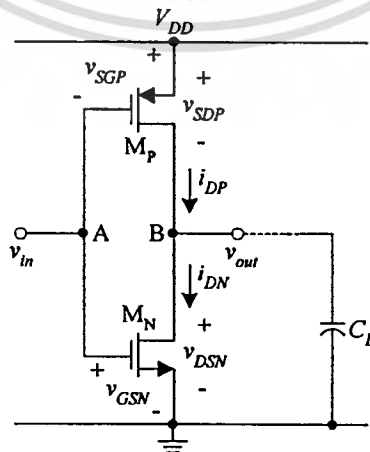 V_DD
v_SGP + +
- v_SDP
M_P -
i_DP
A B
v_in v_out
M_N i_DN
+ C_L
+ v_DSN
v_GSN -
-